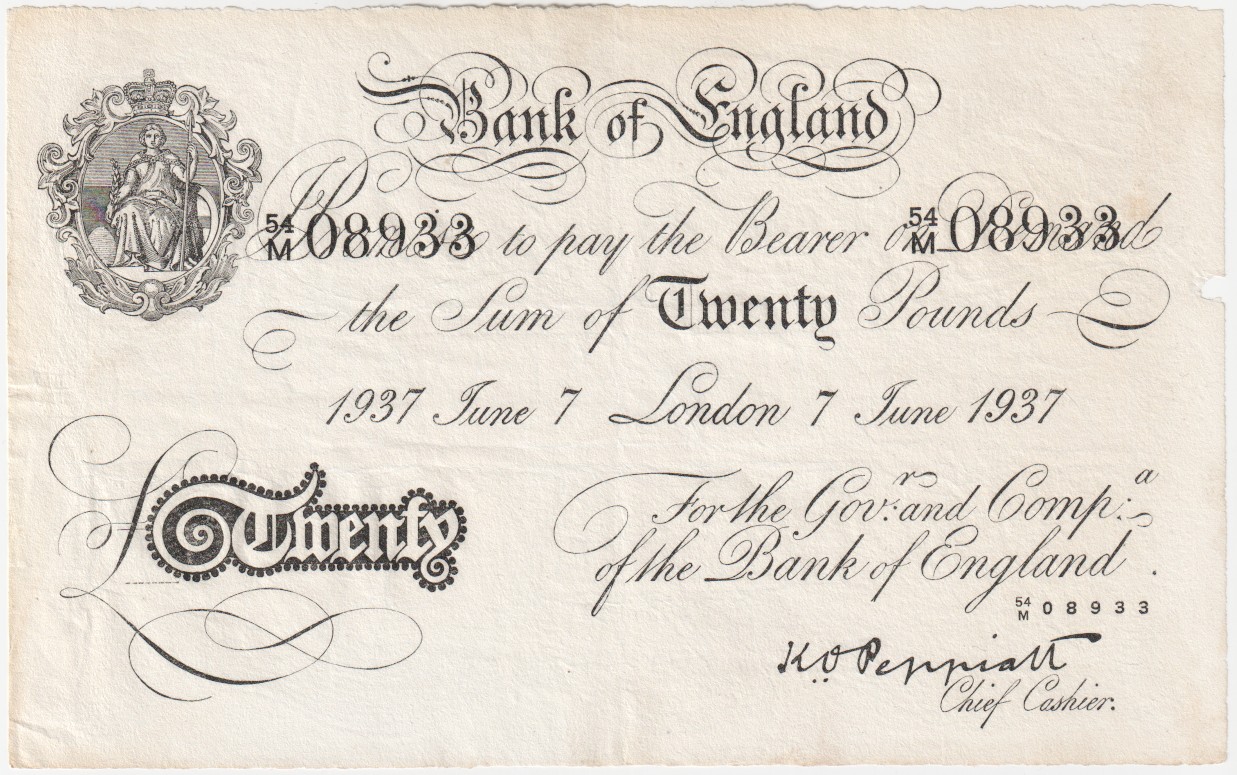 Bank of England
54/M 08933 to pay the Bearer on Demand 54/M 08933
the Sum of Twenty Pounds
1937 June 7 London 7 June 1937
For the Govr. and Compa.
of the Bank of England.
£Twenty
54/M 08933
K O Peppiatt
Chief Cashier.